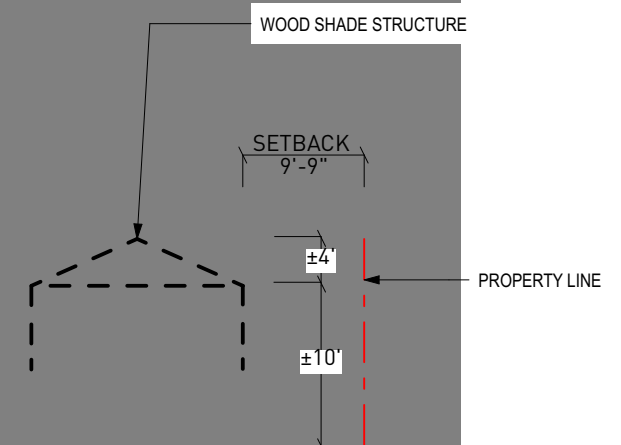 WOOD SHADE STRUCTURE
SETBACK
9'-9"
±4'
PROPERTY LINE
±10'